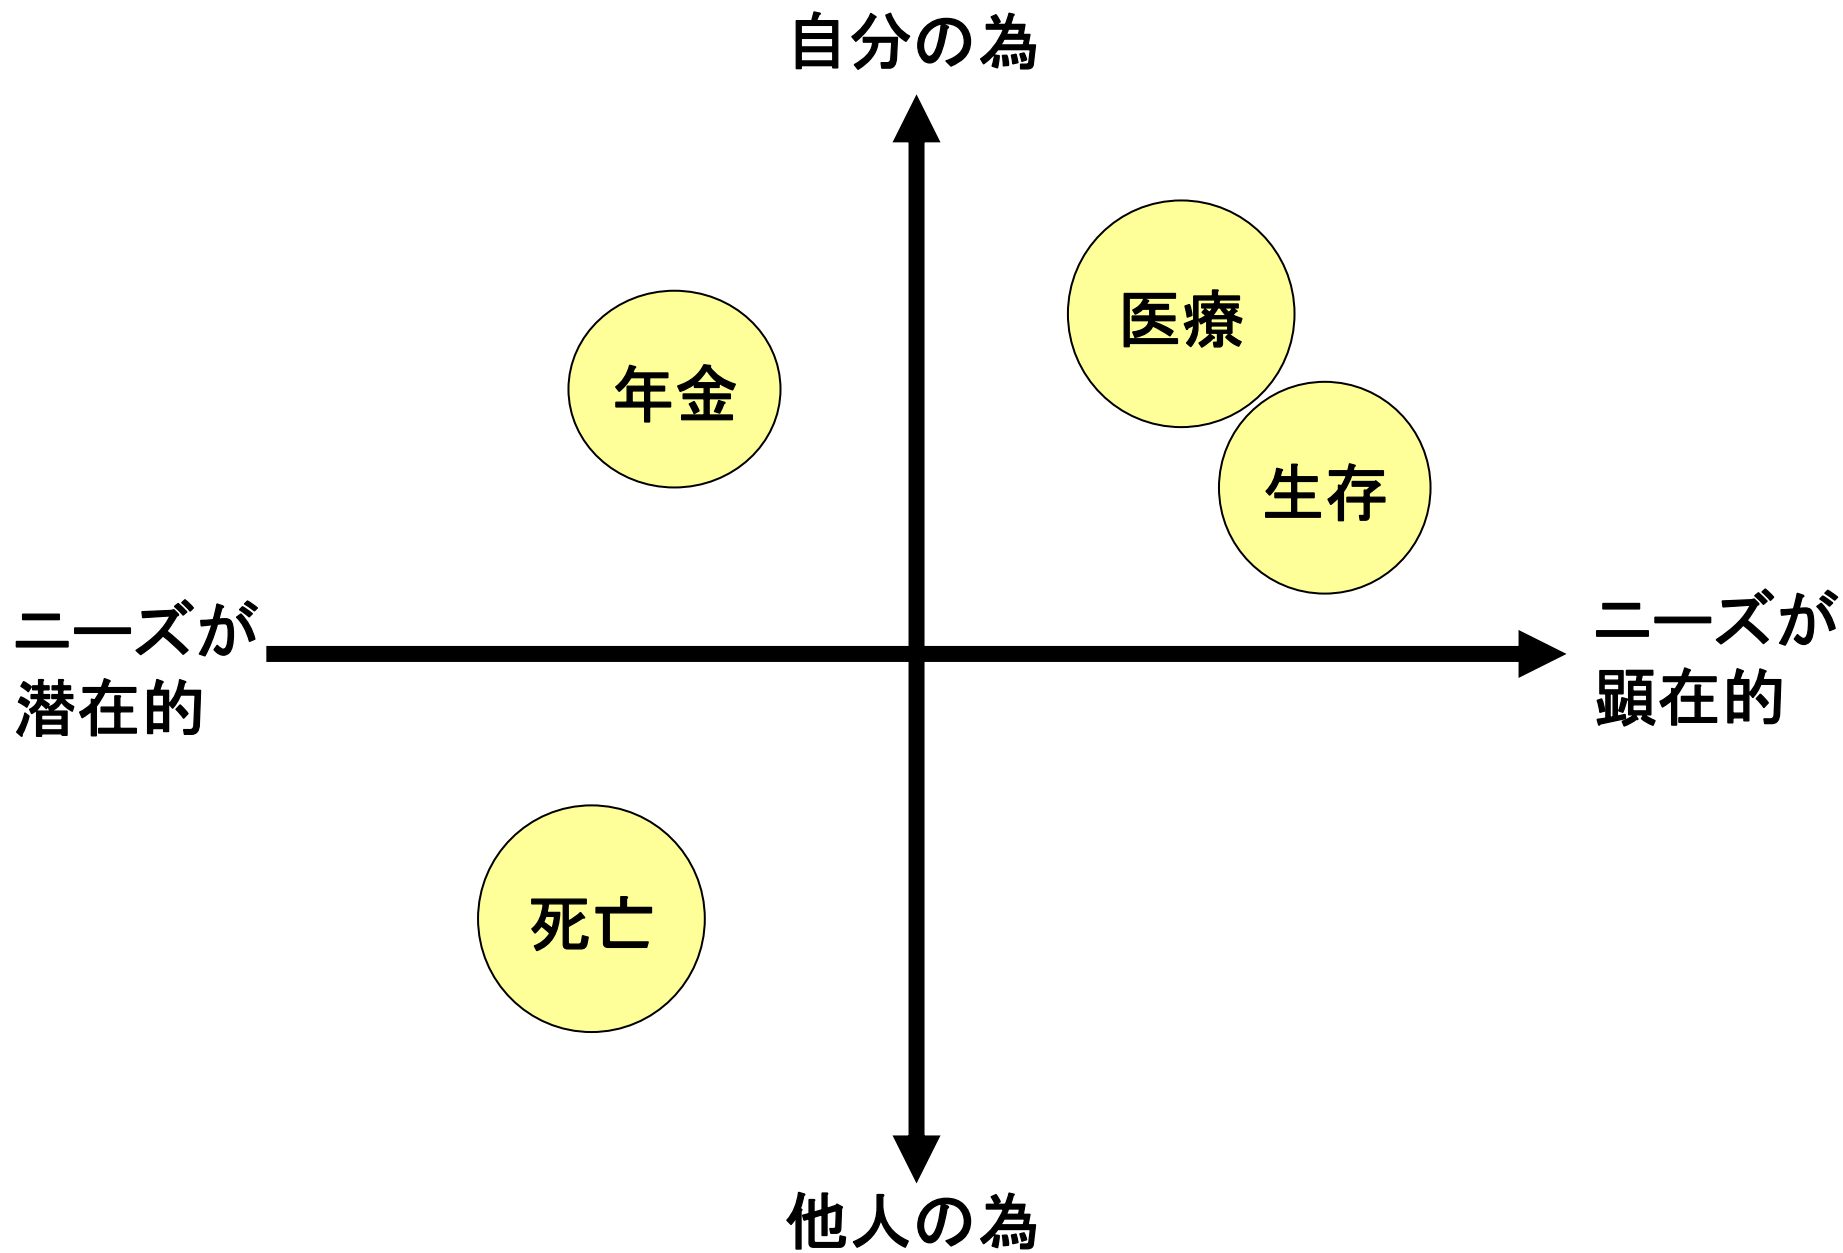 自分の為
医療
年金
生存
ニーズが
潜在的
ニーズが
顕在的
死亡
他人の為